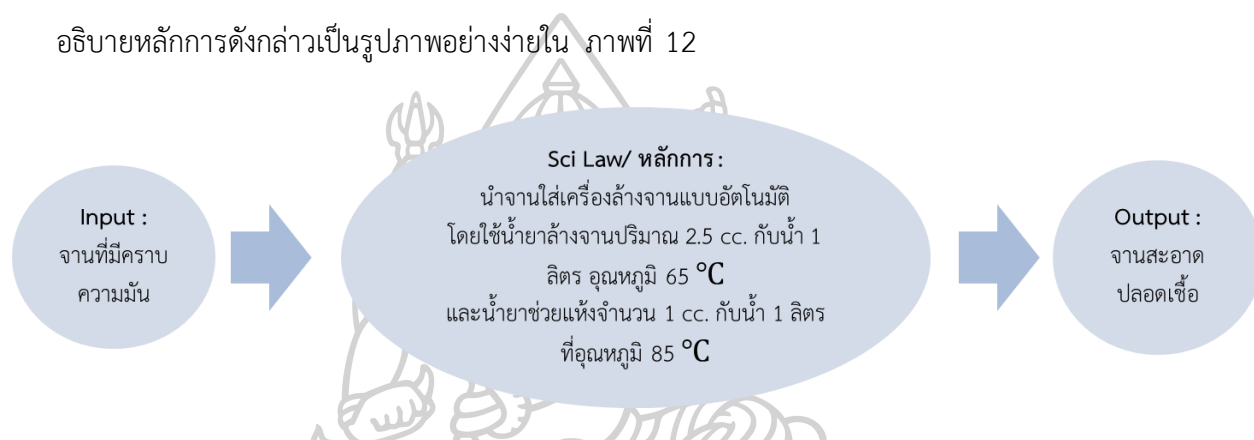 อธิบายหลักการดังกล่าวเป็นรูปภาพอย่างง่ายใน ภาพที่ 12
Input :
จานที่มีคราบ
ความมัน
Sci Law/ หลักการ :
นำจานใส่เครื่องล้างจานแบบอัตโนมัติ
โดยใช้น้ำยาล้างจานปริมาณ 2.5 cc. กับน้ำ 1
ลิตร อุณหภูมิ 65 °C
และน้ำยาช่วยแห้งจำนวน 1 cc. กับน้ำ 1 ลิตร
ที่อุณหภูมิ 85 °C
Output :
จานสะอาด
ปลอดเชื้อ